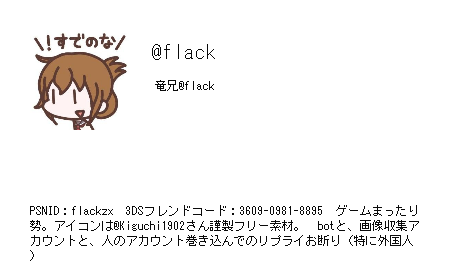 \！すでのな/
@flack
竜兄@flack
PSNID：flackzx　3DSフレンドコード：3609-0981-8895　ゲームまったり
勢。アイコンは@Kiguchi1902さん謹製フリー素材。　botと、画像収集ア
カウントと、人のアカウント巻き込んでのリプライお断り（特に外国人
）